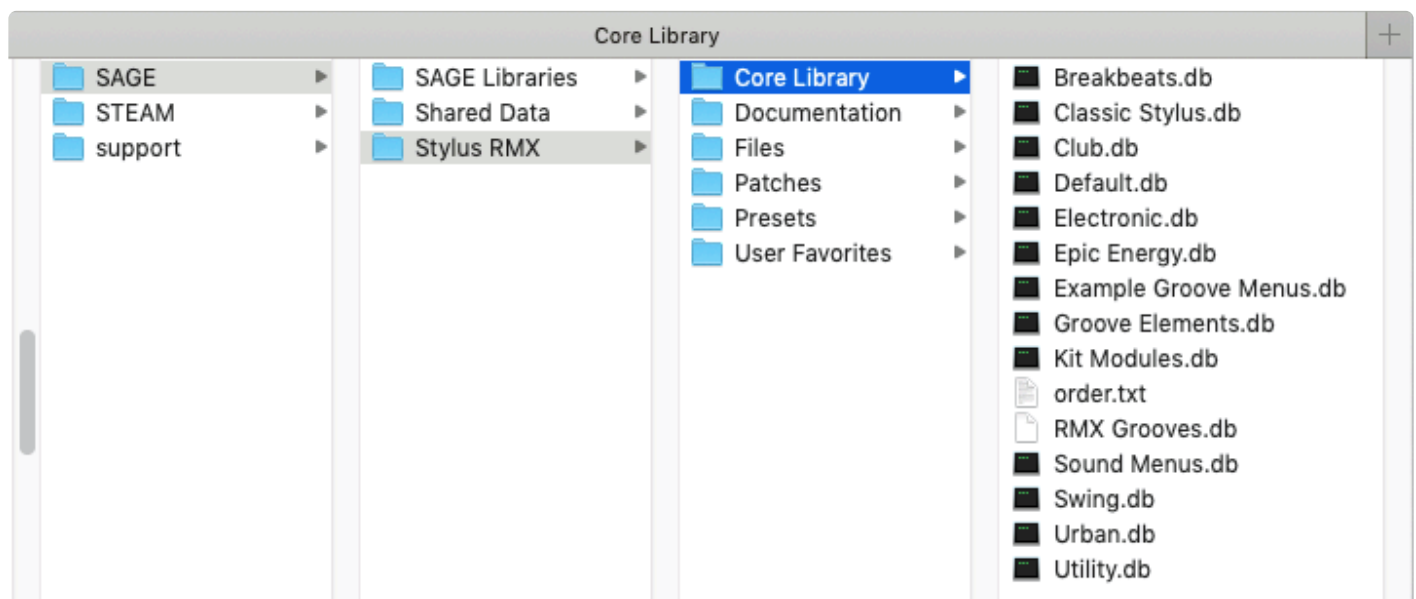 Core Library
SAGE
STEAM
support
SAGE Libraries
Shared Data
Stylus RMX
Core Library
Documentation
Files
Patches
Presets
User Favorites
Breakbeats.db
Classic Stylus.db
Club.db
Default.db
Electronic.db
Epic Energy.db
Example Groove Menus.db
Groove Elements.db
Kit Modules.db
order.txt
RMX Grooves.db
Sound Menus.db
Swing.db
Urban.db
Utility.db